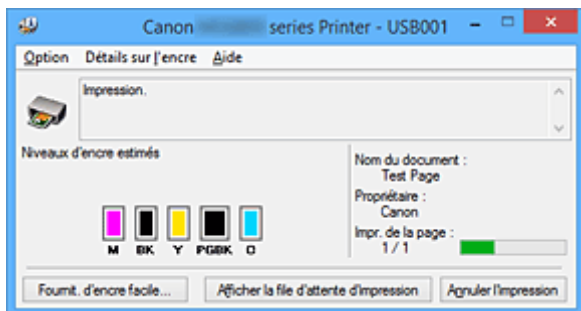 Canon series Printer - USB001
Option Détails sur l'encre Aide
Impression.
Niveaux d'encre estimés
Nom du document :
Test Page
Propriétaire :
Canon
Impr. de la page :
1 / 1
M BK Y PGBK C
Fournit. d'encre facile... Afficher la file d'attente d'impression Annuler l'impression